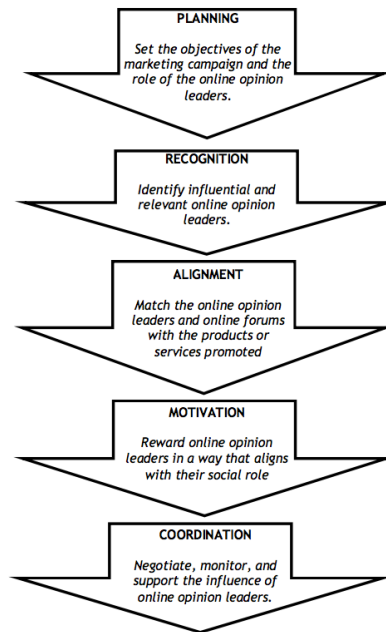 PLANNING
Set the objectives of the
marketing campaign and the
role of the online opinion
leaders.
RECOGNITION
Identify influential and
relevant online opinion
leaders.
ALIGNMENT
Match the online opinion
leaders and online forums
with the products or
services promoted
MOTIVATION
Reward online opinion
leaders in a way that aligns
with their social role
COORDINATION
Negotiate, monitor, and
support the influence of
online opinion leaders.